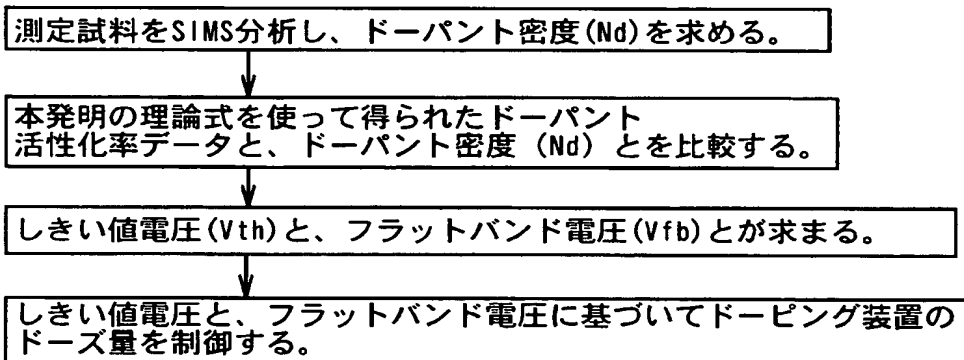 測定試料をSIMS分析し、ドーパント密度(Nd)を求める。
本発明の理論式を使って得られたドーパント
活性化率データと、ドーパント密度（Nd）とを比較する。
しきい値電圧(Vth)と、フラットバンド電圧(Vfb)とが求まる。
しきい値電圧と、フラットバンド電圧に基づいてドーピング装置の
ドーズ量を制御する。